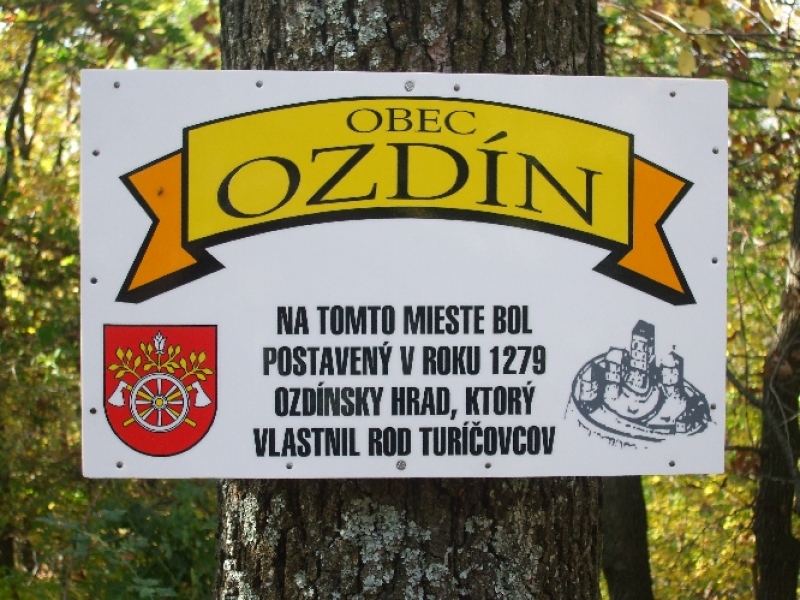 OBEC
OZDÍN
NA TOMTO MIESTE BOL
POSTAVENÝ V ROKU 1279
OZDÍNSKY HRAD, KTORÝ
VLASTNIL ROD TURÍČOVCOV